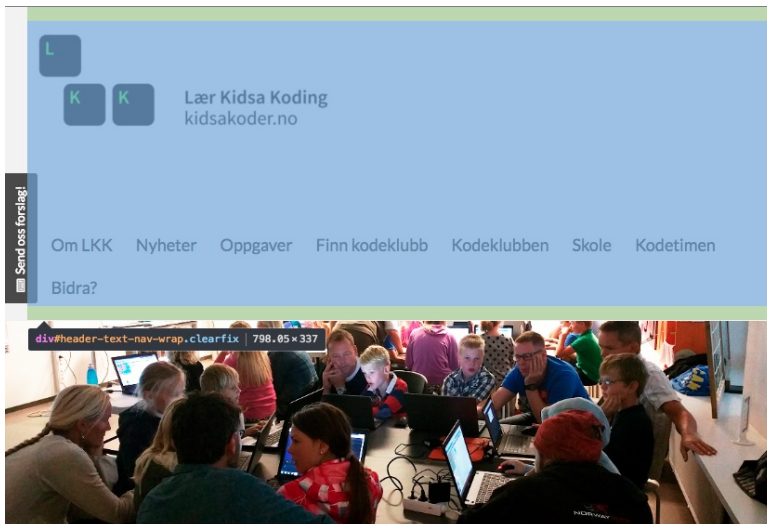 L
K K
Lær Kidsa Koding
kidsakoder.no
Send oss forslag!
Om LKK Nyheter Oppgaver Finn kodeklubb Kodeklubben Skole Kodetimen
Bidra?
div#header-text-nav-wrap.clearfix | 798.05×337
NORWAY